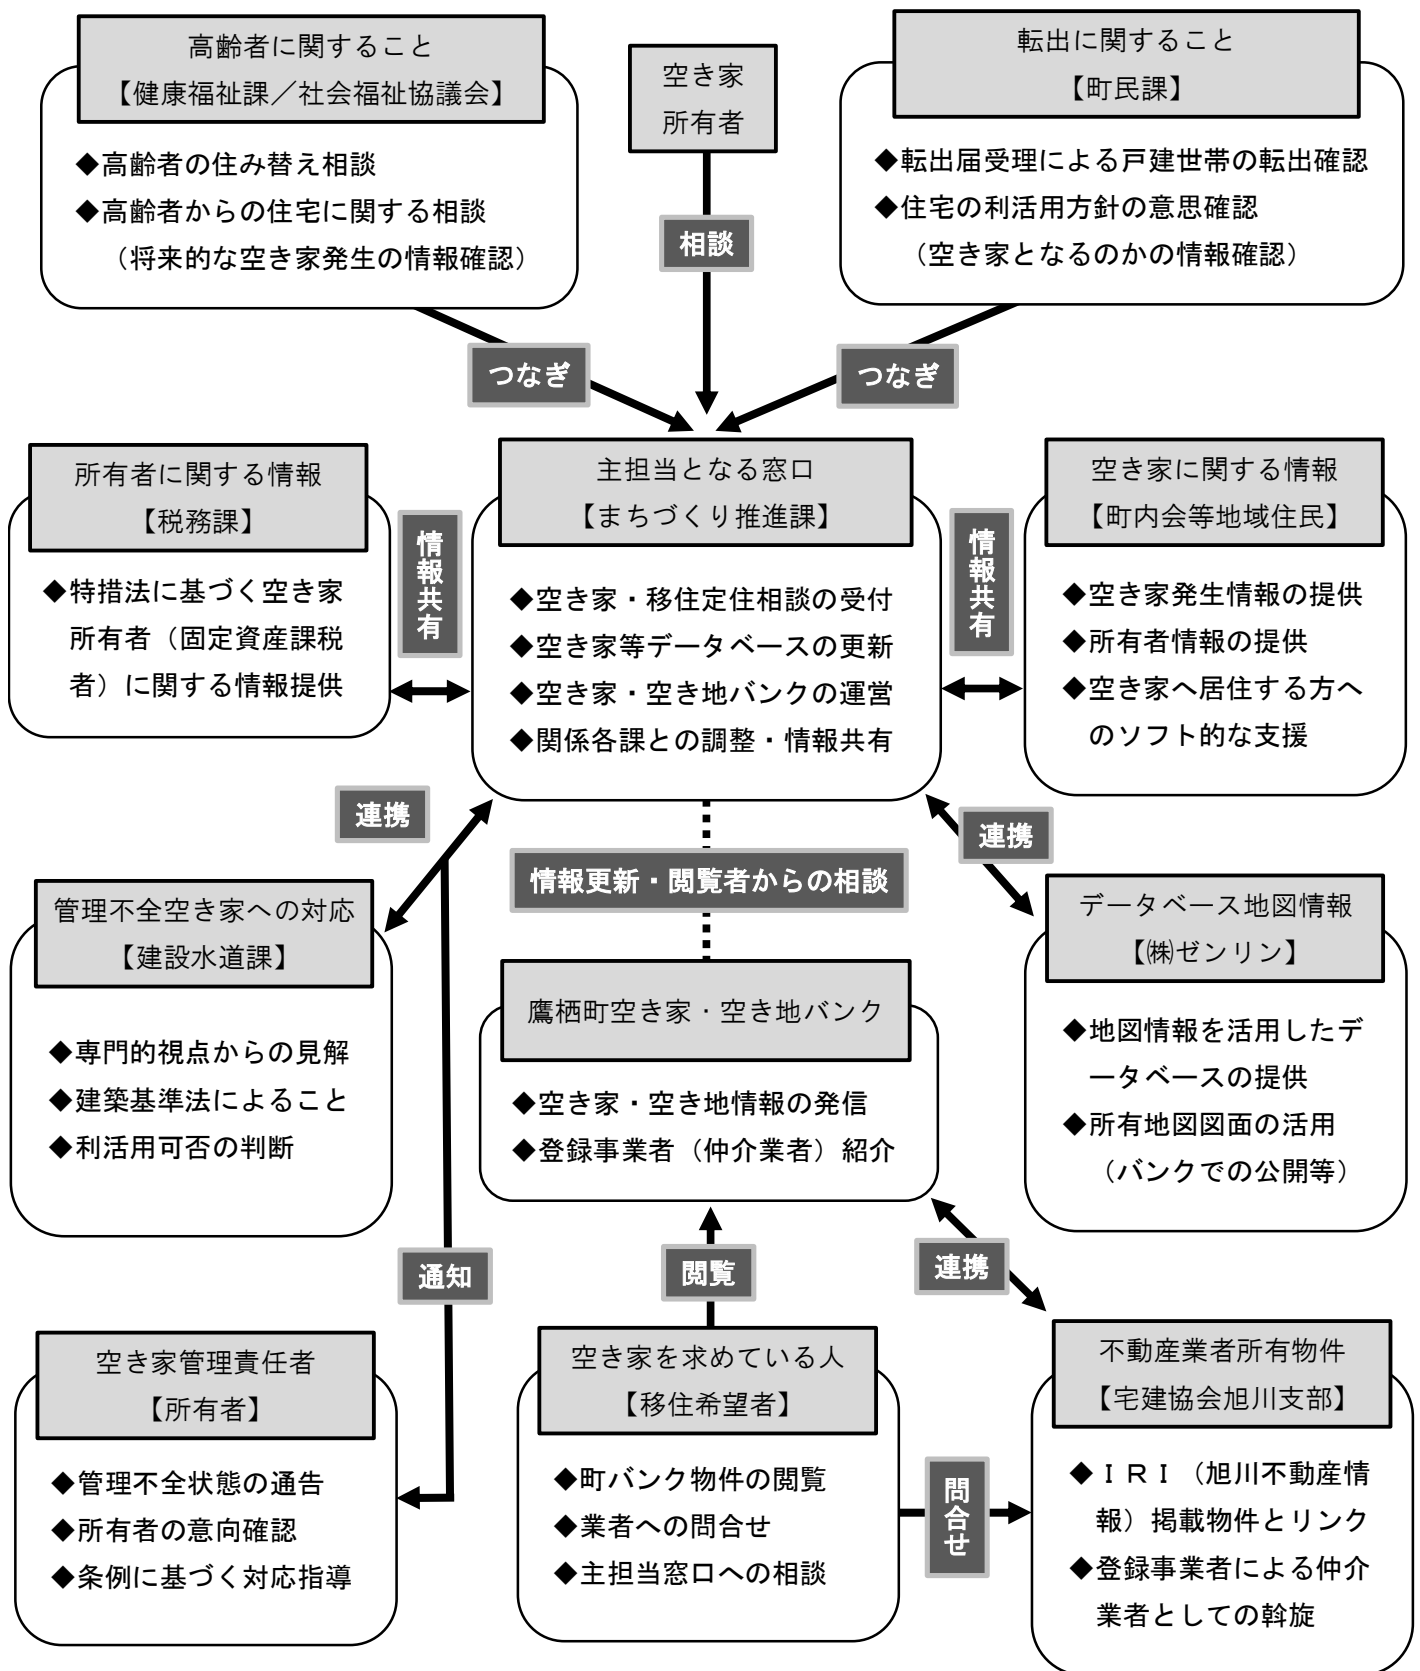 高齢者に関すること
【健康福祉課／社会福祉協議会】
◆高齢者の住み替え相談
◆高齢者からの住宅に関する相談
（将来的な空き家発生の情報確認）
空き家
所有者
転出に関すること
【町民課】
◆転出届受理による戸建世帯の転出確認
◆住宅の利活用方針の意思確認
（空き家となるのかの情報確認）
相談
つなぎ
つなぎ
所有者に関する情報
【税務課】
◆特措法に基づく空き家
所有者（固定資産課税
者）に関する情報提供
情報共有
主担当となる窓口
【まちづくり推進課】
◆空き家・移住定住相談の受付
◆空き家等データベースの更新
◆空き家・空き地バンクの運営
◆関係各課との調整・情報共有
情報共有
空き家に関する情報
【町内会等地域住民】
◆空き家発生情報の提供
◆所有者情報の提供
◆空き家へ居住する方へ
のソフト的な支援
連携
情報更新・閲覧者からの相談
連携
管理不全空き家への対応
【建設水道課】
◆専門的視点からの見解
◆建築基準法によること
◆利活用可否の判断
鷹栖町空き家・空き地バンク
◆空き家・空き地情報の発信
◆登録事業者（仲介業者）紹介
データベース地図情報
【㈱ゼンリン】
◆地図情報を活用したデ
ータベースの提供
◆所有地図図面の活用
（バンクでの公開等）
通知
閲覧
連携
空き家管理責任者
【所有者】
◆管理不全状態の通告
◆所有者の意向確認
◆条例に基づく対応指導
空き家を求めている人
【移住希望者】
◆町バンク物件の閲覧
◆業者への問合せ
◆主担当窓口への相談
問合せ
不動産業者所有物件
【宅建協会旭川支部】
◆ＩＲＩ（旭川不動産情
報）掲載物件とリンク
◆登録事業者による仲介
業者としての斡旋